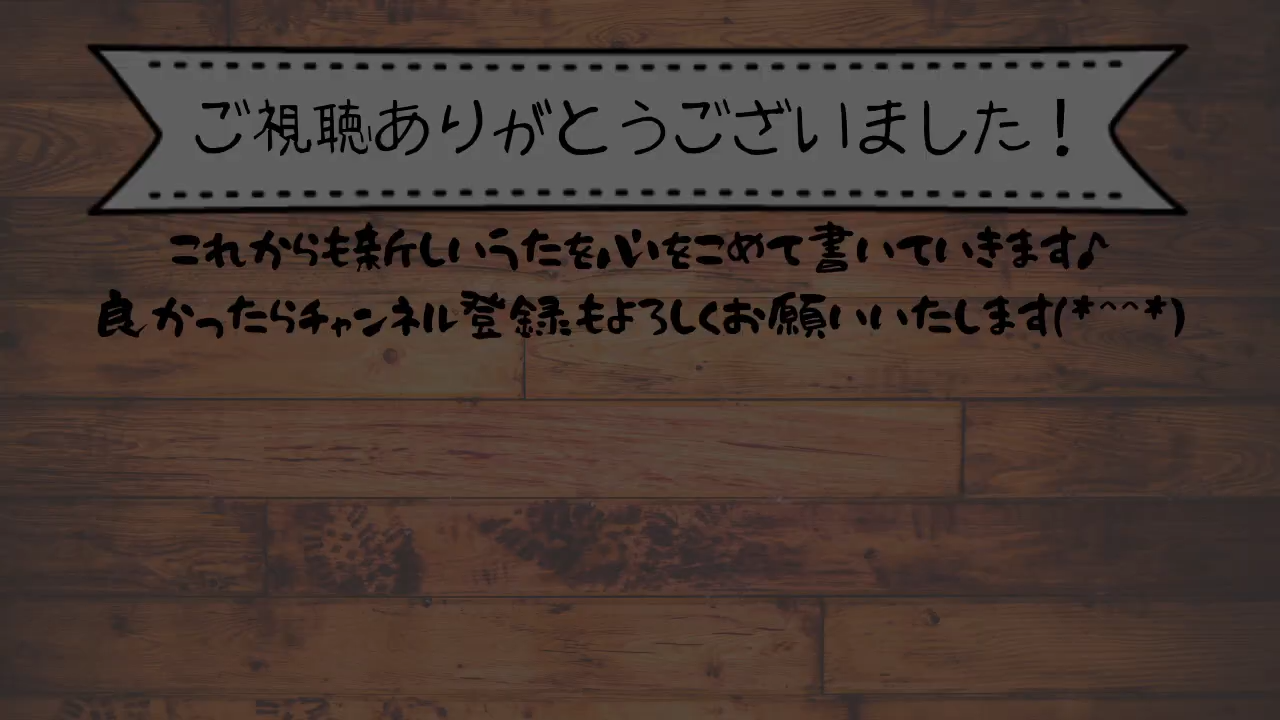 ご視聴ありがとうございました！
これからも新しいうたを心をこめて書いていきます♪
良かったらチャンネル登録もよろしくお願いいたします(*^^*)